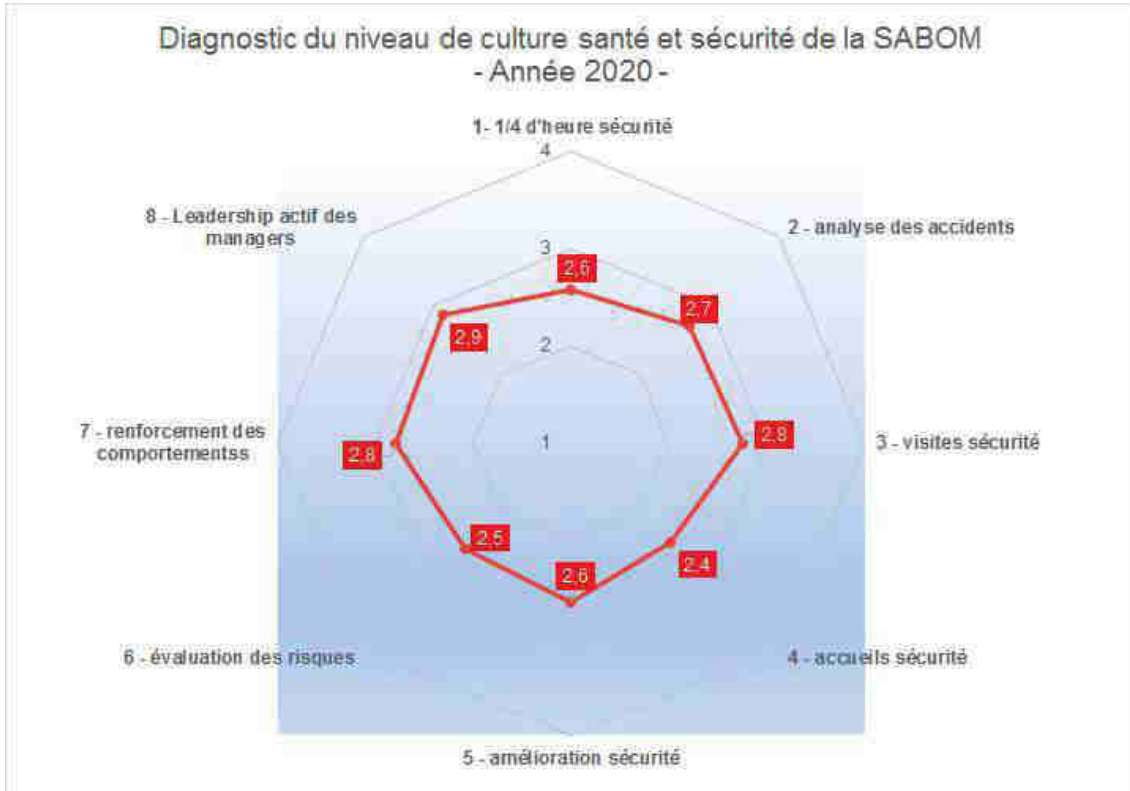 Diagnostic du niveau de culture santé et sécurité de la SABOM
- Année 2020 -
1- 1/4 d'heure sécurité
4
8 - Leadership actif des
managers
2 - analyse des accidents
3
2,6
2,7
2,9
2
7 - renforcement des
comportementss
2,8
1
2,8
3 - visites sécurité
2,5
2,4
2,6
6 - évaluation des risques
4 - accueils sécurité
5 - amélioration sécurité